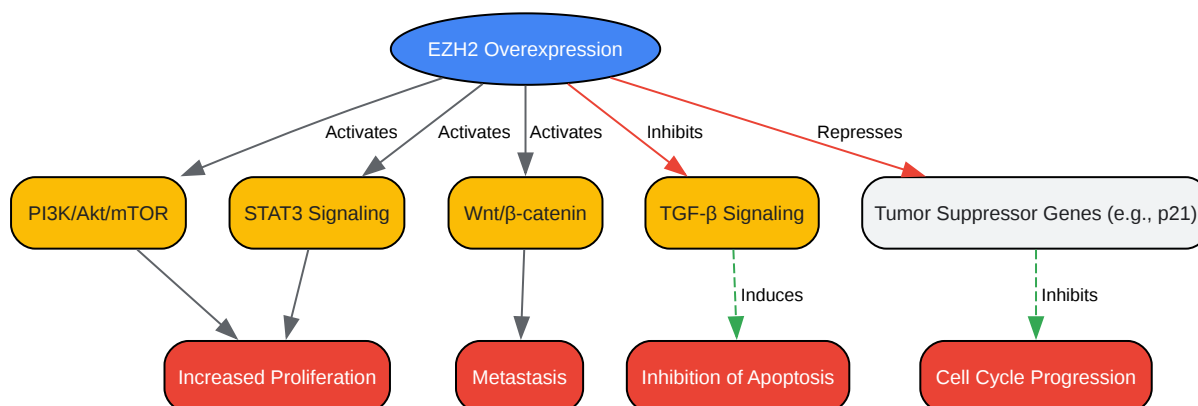 EZH2 Overexpression
Activates
Activates
Activates
Inhibits
Represses
PI3K/Akt/mTOR
STAT3 Signaling
Wnt/β-catenin
TGF-β Signaling
Tumor Suppressor Genes (e.g., p21)
Induces
Inhibits
Increased Proliferation
Metastasis
Inhibition of Apoptosis
Cell Cycle Progression